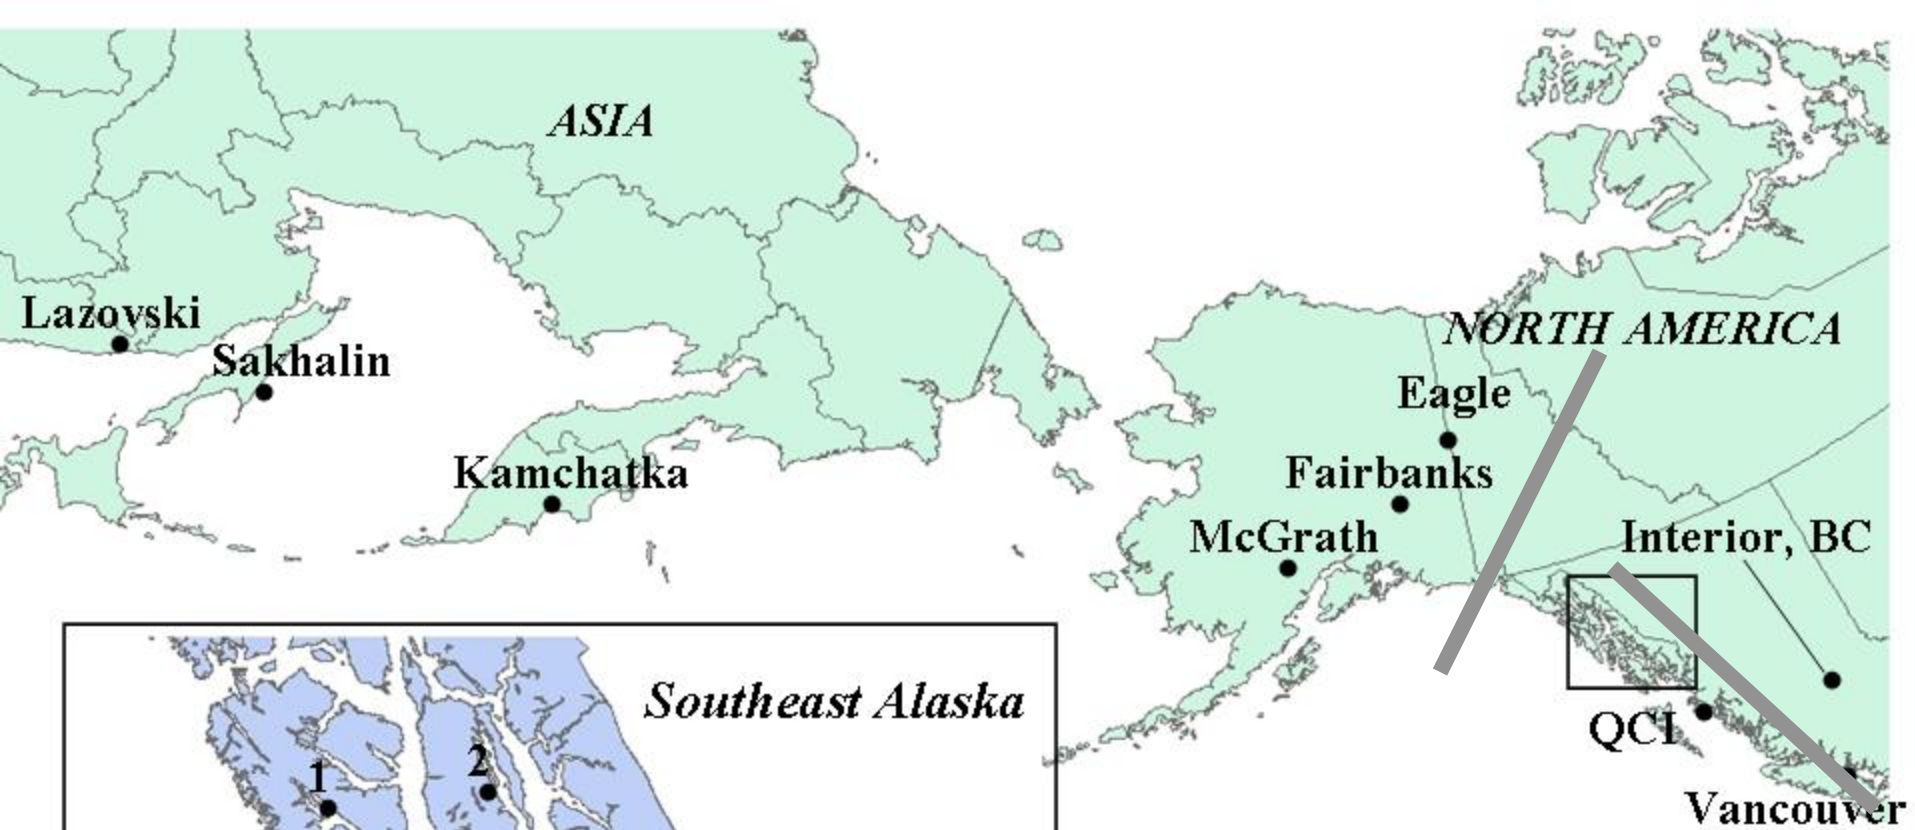 ASIA
Lazovski
NORTH AMERICA
Sakhalin
Eagle
Kamchatka
Fairbanks
McGrath
Interior, BC
Southeast Alaska
QCI
2
1
Vancouver